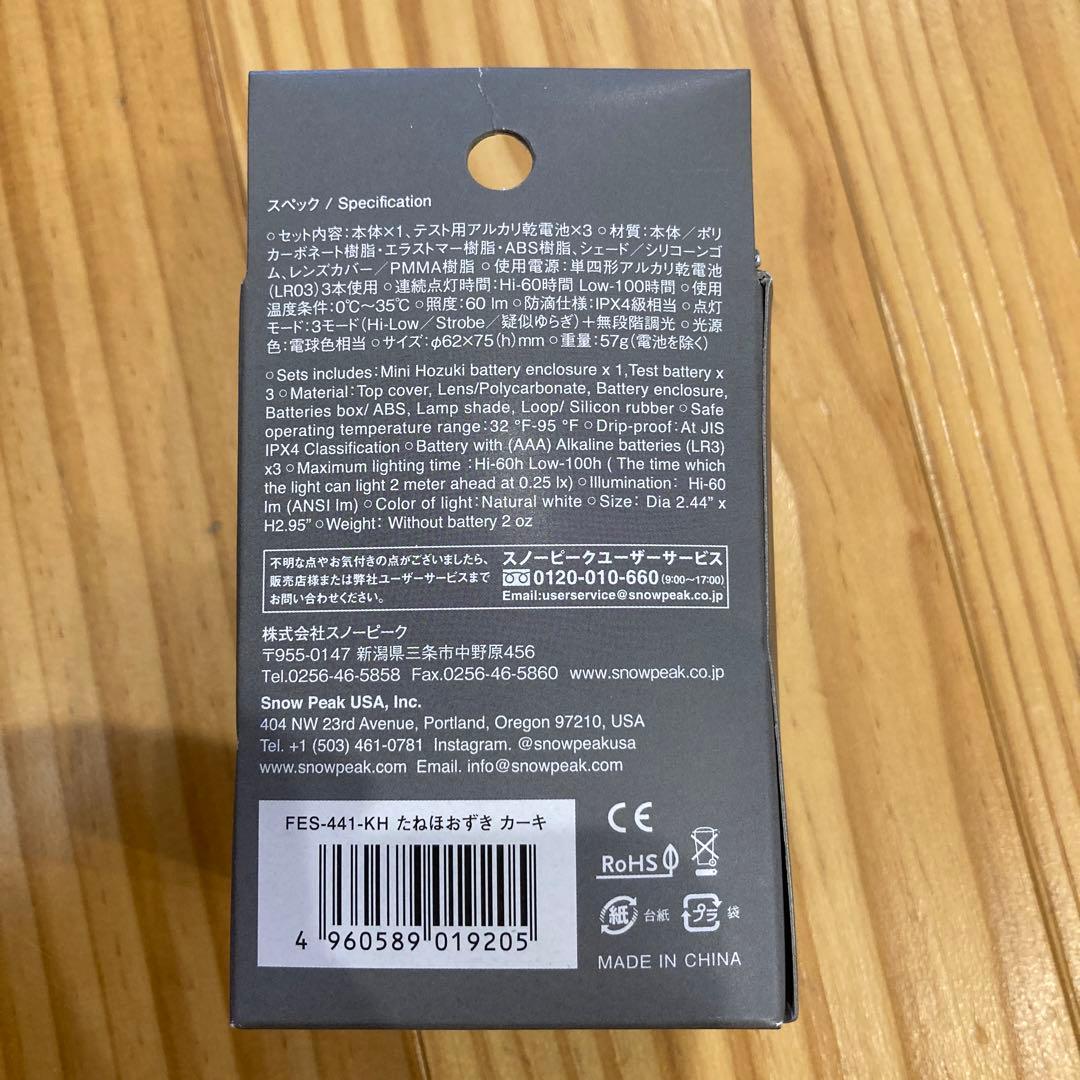 スペック / Specification
○セット内容:本体×1、テスト用アルカリ乾電池×3 ○材質:本体/ポリ
カーボネート樹脂・エラストマー樹脂・ABS樹脂、シェード/シリコーンゴ
ム、レンズカバー/PMMA樹脂 ○使用電源:単四形アルカリ乾電池
(LR03)3本使用 ○連続点灯時間:Hi-60時間 Low-100時間 ○使用
温度条件:0℃〜35℃ ○照度:60 lm ○防滴仕様:IPX4級相当 ○点灯
モード:3モード(Hi-Low/Strobe/疑似ゆらぎ)+無段階調光 ○光源
色:電球色相当 ○サイズ:φ62×75(h)mm ○重量:57g(電池を除く)
○Sets includes:Mini Hozuki battery enclosure x 1,Test battery x
3 ○Material:Top cover, Lens/Polycarbonate, Battery enclosure,
Batteries box/ ABS, Lamp shade, Loop/ Silicon rubber ○Safe
operating temperature range:32 °F-95 °F ○Drip-proof:At JIS
IPX4 Classification ○Battery with (AAA) Alkaline batteries (LR3)
x3 ○Maximum lighting time :Hi-60h Low-100h ( The time which
the light can light 2 meter ahead at 0.25 lx) ○Illumination: Hi-60
lm (ANSI lm) ○Color of light:Natural white ○Size: Dia 2.44" x
H2.95" ○Weight: Without battery 2 oz
不明な点やお気付きの点がございましたら、
販売店様または弊社ユーザーサービスまで
お問い合わせください。
スノーピークユーザーサービス
0120-010-660(9:00〜17:00)
Email:userservice@snowpeak.co.jp
株式会社スノーピーク
〒955-0147 新潟県三条市中野原456
Tel.0256-46-5858 Fax.0256-46-5860 www.snowpeak.co.jp
Snow Peak USA, Inc.
404 NW 23rd Avenue, Portland, Oregon 97210, USA
Tel. +1 (503) 461-0781 Instagram. @snowpeakusa
www.snowpeak.com Email. info@snowpeak.com
FES-441-KH たねほおずき カーキ
4 960589 019205
CE
RoHS
紙 台紙 プラ 袋
MADE IN CHINA